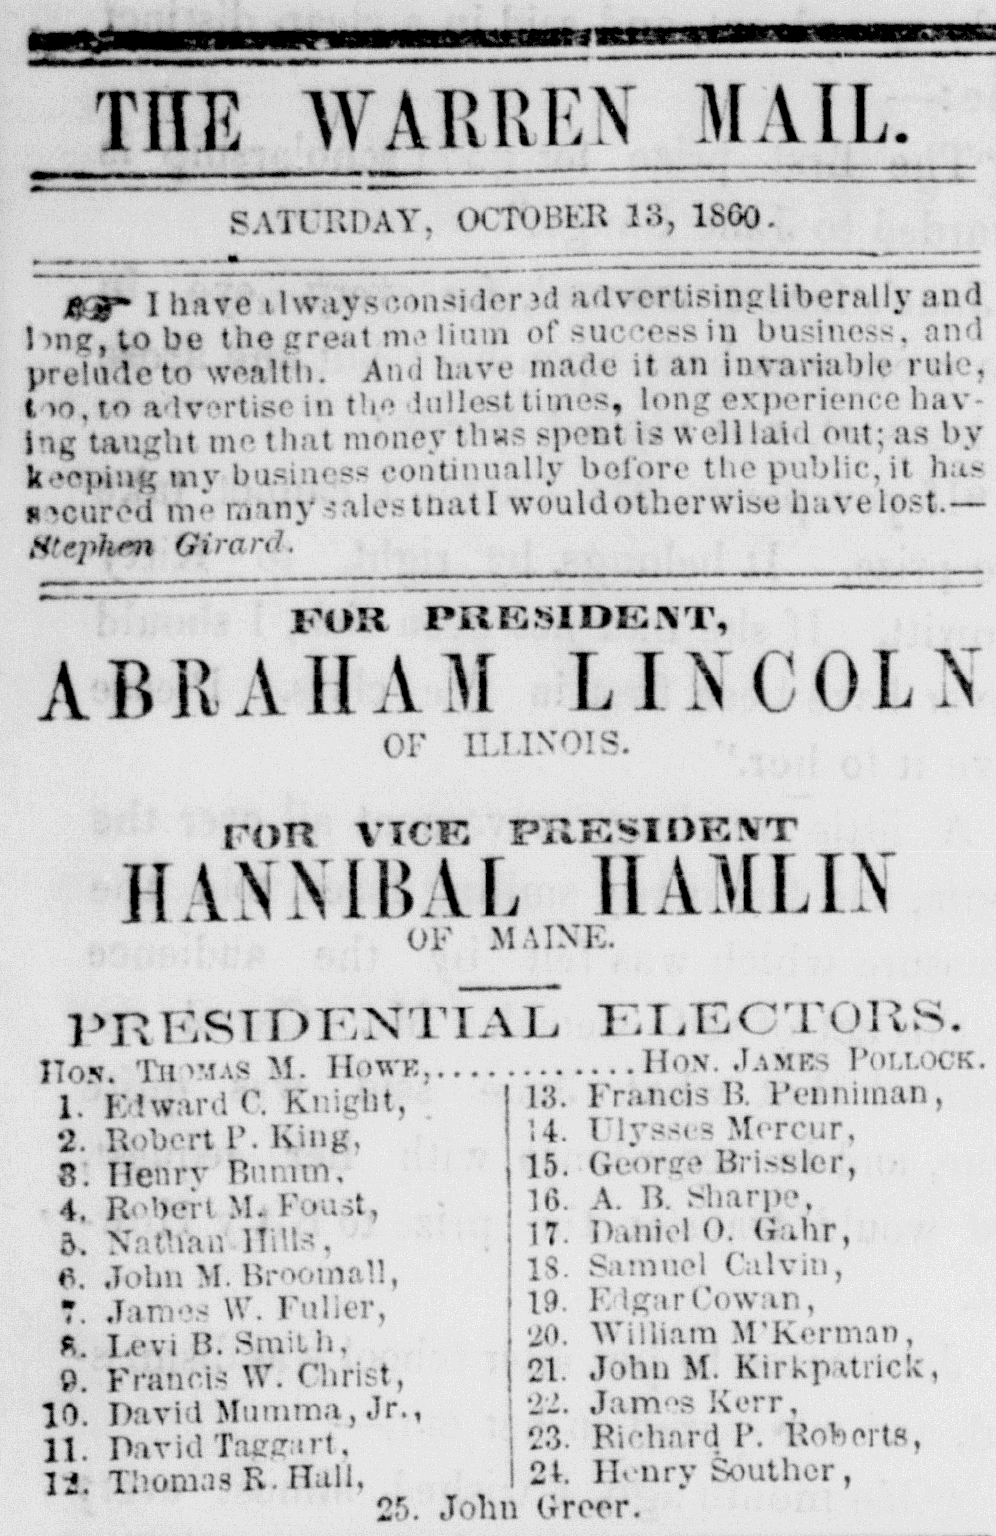 THE WARREN MAIL.
SATURDAY, OCTOBER 13, 1860.
☞ I have always considered advertising liberally and
long, to be the great medium of success in business, and
prelude to wealth. And have made it an invariable rule,
too, to advertise in the dullest times, long experience hav-
ing taught me that money thus spent is well laid out; as by
keeping my business continually before the public, it has
secured me many sales that I would otherwise have lost.—
Stephen Girard.
FOR PRESIDENT,
ABRAHAM LINCOLN
OF ILLINOIS.
FOR VICE PRESIDENT
HANNIBAL HAMLIN
OF MAINE.
PRESIDENTIAL ELECTORS.
HON. THOMAS M. HOWE,.............HON. JAMES POLLOCK.
1. Edward C. Knight,
2. Robert P. King,
3. Henry Bumm,
4. Robert M. Foust,
5. Nathan Hills,
6. John M. Broomall,
7. James W. Fuller,
8. Levi B. Smith,
9. Francis W. Christ,
10. David Mumma, Jr.,
11. David Taggart,
12. Thomas R. Hall,
13. Francis B. Penniman,
14. Ulysses Mercur,
15. George Brissler,
16. A. B. Sharpe,
17. Daniel O. Gahr,
18. Samuel Calvin,
19. Edgar Cowan,
20. William M'Kerman,
21. John M. Kirkpatrick,
22. James Kerr,
23. Richard P. Roberts,
24. Henry Souther,
25. John Greer.